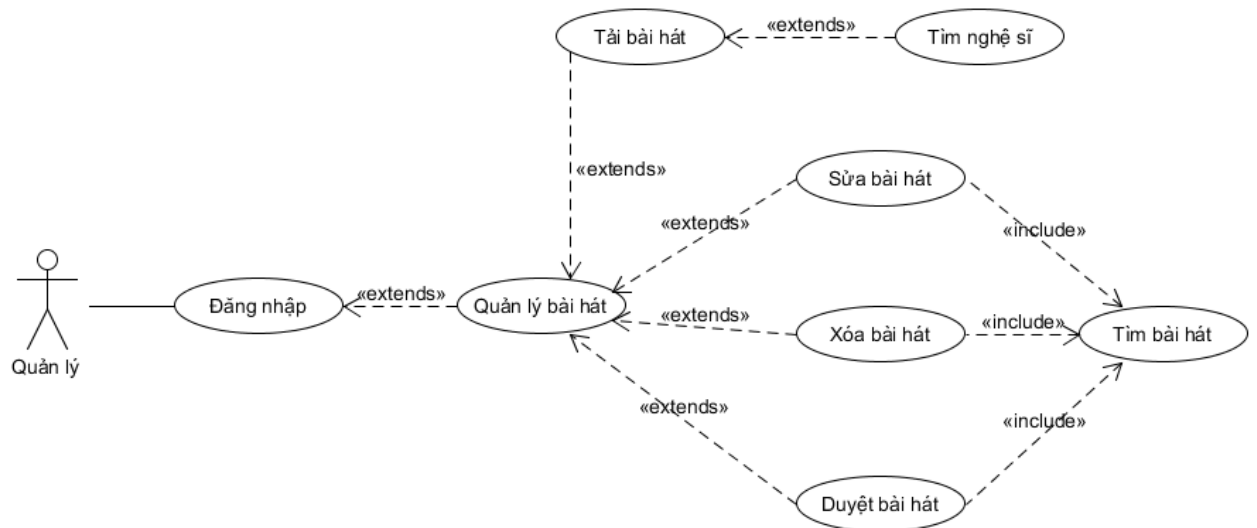 Tải bài hát
«extends»
Tìm nghệ sĩ
«extends»
Sửa bài hát
«extends»
«include»
Đăng nhập
«extends»
Quản lý bài hát
«extends»
Xóa bài hát
«include»
Tìm bài hát
Quản lý
«extends»
«include»
Duyệt bài hát